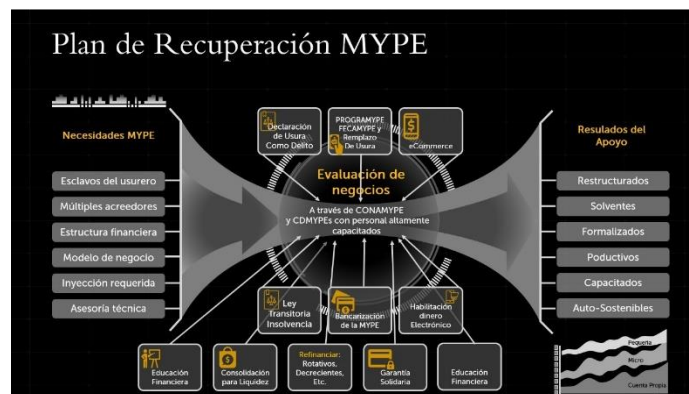 Plan de Recuperación MYPE
Necesidades MYPE
Esclavos del usurero
Múltiples acreedores
Estructura financiera
Modelo de negocio
Inyección requerida
Asesoría técnica
Declaración
de Usura
Como Delito
PROGRAMYPE
FECAMYPE y
Remplazo
De Usura
eCommerce
Evaluación de
negocios
A través de CONAMYPE
y CDMYPEs con personal altamente
capacitados
Ley
Transitoria
Insolvencia
Bancarización
de la MYPE
Habilitación
dinero
Electrónico
Educación
Financiera
Consolidación
para Liquidez
Refinanciar:
Rotativos,
Decrecientes,
Etc.
Garantía
Solidaria
Educación
Financiera
Resulados del
Apoyo
Restructurados
Solventes
Formalizados
Poductivos
Capacitados
Auto-Sostenibles
Pequeña
Micro
Cuenta Propia